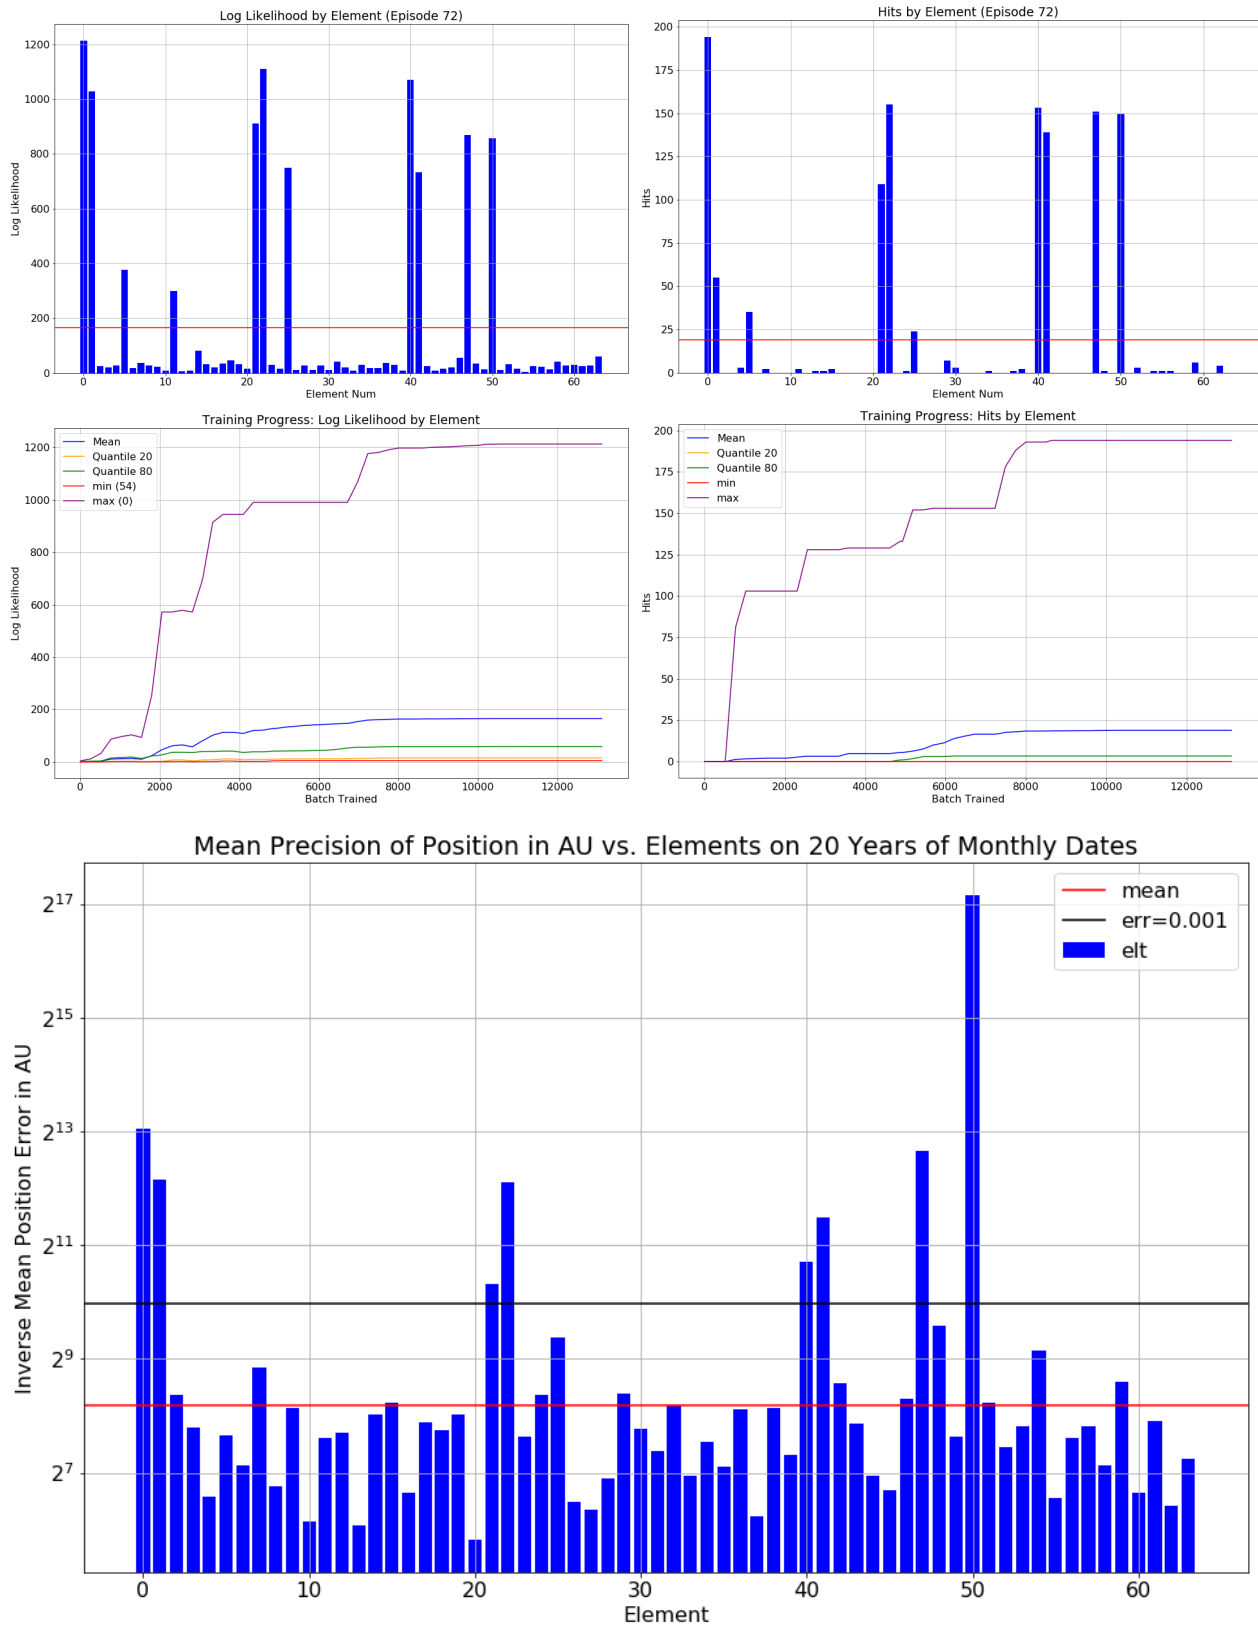 Log Likelihood by Element (Episode 72)
Log Likelihood
1200
1000
800
600
400
200
0
0 10 20 30 40 50 60
Element Num
Hits by Element (Episode 72)
Hits
200
175
150
125
100
75
50
25
0
0 10 20 30 40 50 60
Element Num
Training Progress: Log Likelihood by Element
Mean
Quantile 20
Quantile 80
min (54)
max (0)
Log Likelihood
1200
1000
800
600
400
200
0
0 2000 4000 6000 8000 10000 12000
Batch Trained
Training Progress: Hits by Element
Mean
Quantile 20
Quantile 80
min
max
Hits
200
175
150
125
100
75
50
25
0
0 2000 4000 6000 8000 10000 12000
Batch Trained
Mean Precision of Position in AU vs. Elements on 20 Years of Monthly Dates
mean
err=0.001
elt
Inverse Mean Position Error in AU
2^17
2^15
2^13
2^11
2^9
2^7
0 10 20 30 40 50 60
Element